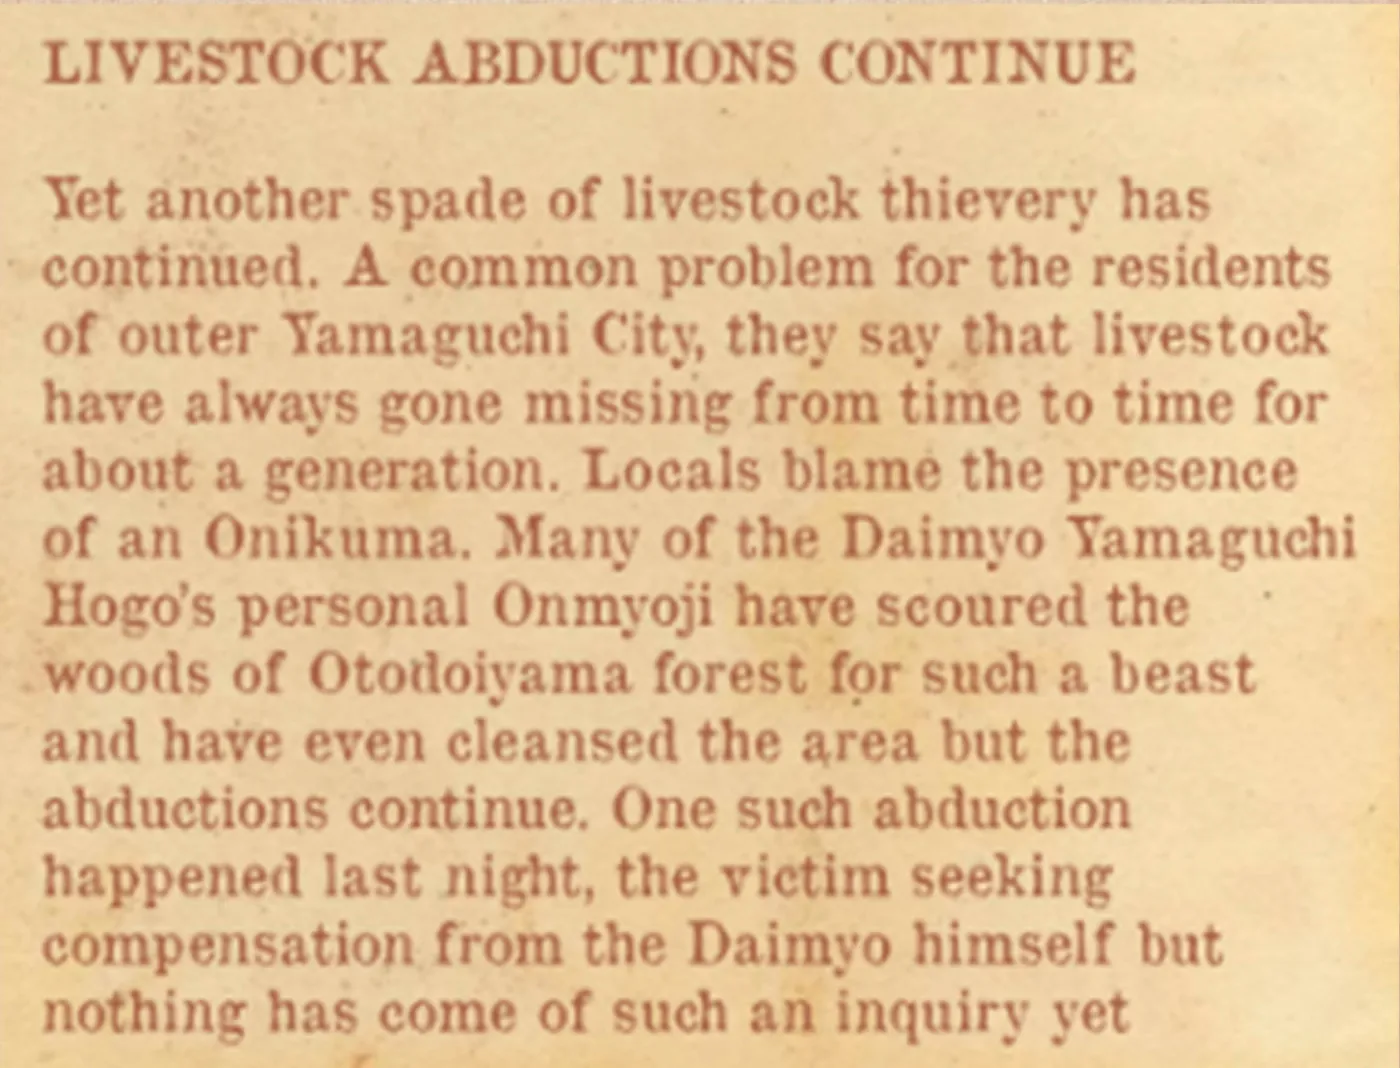 LIVESTOCK ABDUCTIONS CONTINUE
Yet another spade of livestock thievery has
continued. A common problem for the residents
of outer Yamaguchi City, they say that livestock
have always gone missing from time to time for
about a generation. Locals blame the presence
of an Onikuma. Many of the Daimyo Yamaguchi
Hogo's personal Onmyoji have scoured the
woods of Otodoiyama forest for such a beast
and have even cleansed the area but the
abductions continue. One such abduction
happened last night, the victim seeking
compensation from the Daimyo himself but
nothing has come of such an inquiry yet